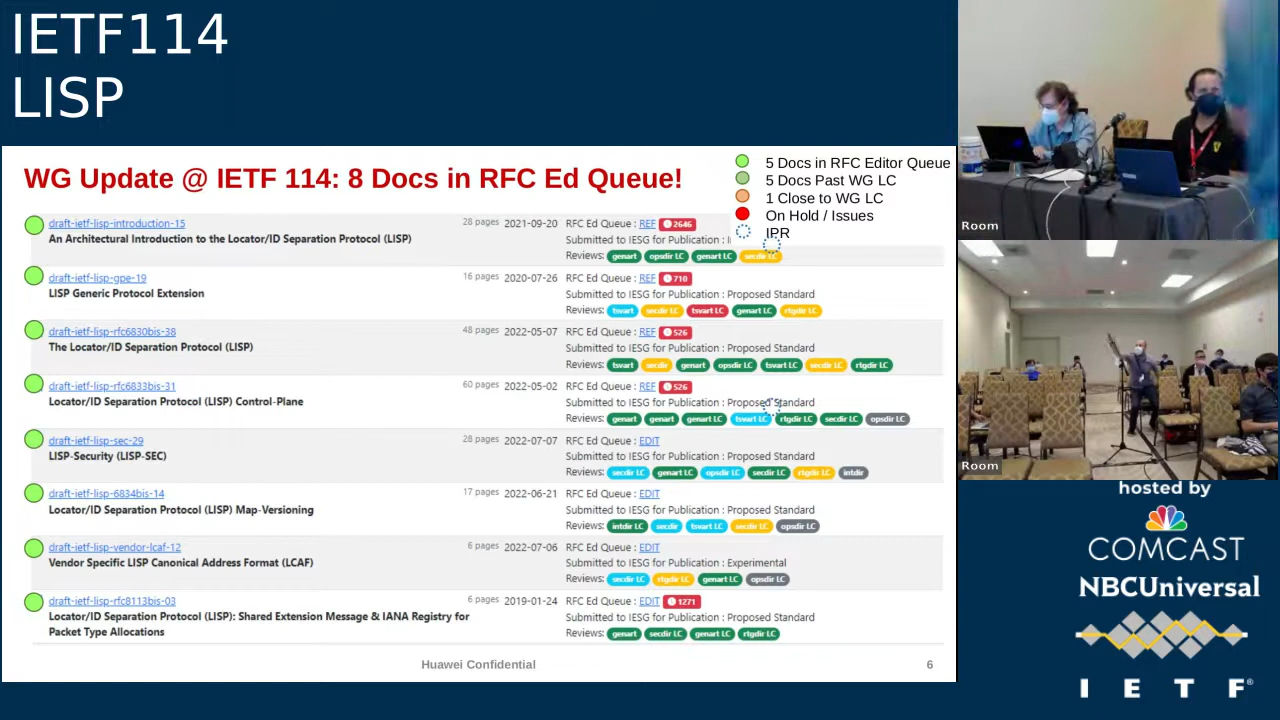 IETF114
LISP
WG Update @ IETF 114: 8 Docs in RFC Ed Queue!
5 Docs in RFC Editor Queue
5 Docs Past WG LC
1 Close to WG LC
On Hold / Issues
IPR
draft-ietf-lisp-introduction-15
28 pages 2021-09-20 RFC Ed Queue : REF 2646
An Architectural Introduction to the Locator/ID Separation Protocol (LISP)
Submitted to IESG for Publication :
Reviews: genart opsdir LC genart LC secdir LC
draft-ietf-lisp-gpe-19
16 pages 2020-07-26 RFC Ed Queue : REF 710
LISP Generic Protocol Extension
Submitted to IESG for Publication : Proposed Standard
Reviews: tsvart secdir LC tsvart LC genart LC rtgdir LC
draft-ietf-lisp-rfc6830bis-38
48 pages 2022-05-07 RFC Ed Queue : REF 526
The Locator/ID Separation Protocol (LISP)
Submitted to IESG for Publication : Proposed Standard
Reviews: tsvart secdir genart opsdir LC tsvart LC secdir LC rtgdir LC
draft-ietf-lisp-rfc6833bis-31
60 pages 2022-05-02 RFC Ed Queue : REF 526
Locator/ID Separation Protocol (LISP) Control-Plane
Submitted to IESG for Publication : Proposed Standard
Reviews: genart genart genart LC tsvart LC rtgdir LC secdir LC opsdir LC
draft-ietf-lisp-sec-29
28 pages 2022-07-07 RFC Ed Queue : EDIT
LISP-Security (LISP-SEC)
Submitted to IESG for Publication : Proposed Standard
Reviews: secdir LC genart LC opsdir LC secdir LC rtgdir LC intdir
draft-ietf-lisp-6834bis-14
17 pages 2022-06-21 RFC Ed Queue : EDIT
Locator/ID Separation Protocol (LISP) Map-Versioning
Submitted to IESG for Publication : Proposed Standard
Reviews: intdir LC secdir tsvart LC secdir LC opsdir LC
draft-ietf-lisp-vendor-lcaf-12
6 pages 2022-07-06 RFC Ed Queue : EDIT
Vendor Specific LISP Canonical Address Format (LCAF)
Submitted to IESG for Publication : Experimental
Reviews: secdir LC rtgdir LC genart LC opsdir LC
draft-ietf-lisp-rfc8113bis-03
6 pages 2019-01-24 RFC Ed Queue : EDIT 1271
Locator/ID Separation Protocol (LISP): Shared Extension Message & IANA Registry for
Packet Type Allocations
Submitted to IESG for Publication : Proposed Standard
Reviews: genart secdir LC genart LC rtgdir LC
Huawei Confidential
6
Room
Room
hosted by
COMCAST
NBCUniversal
I E T F®